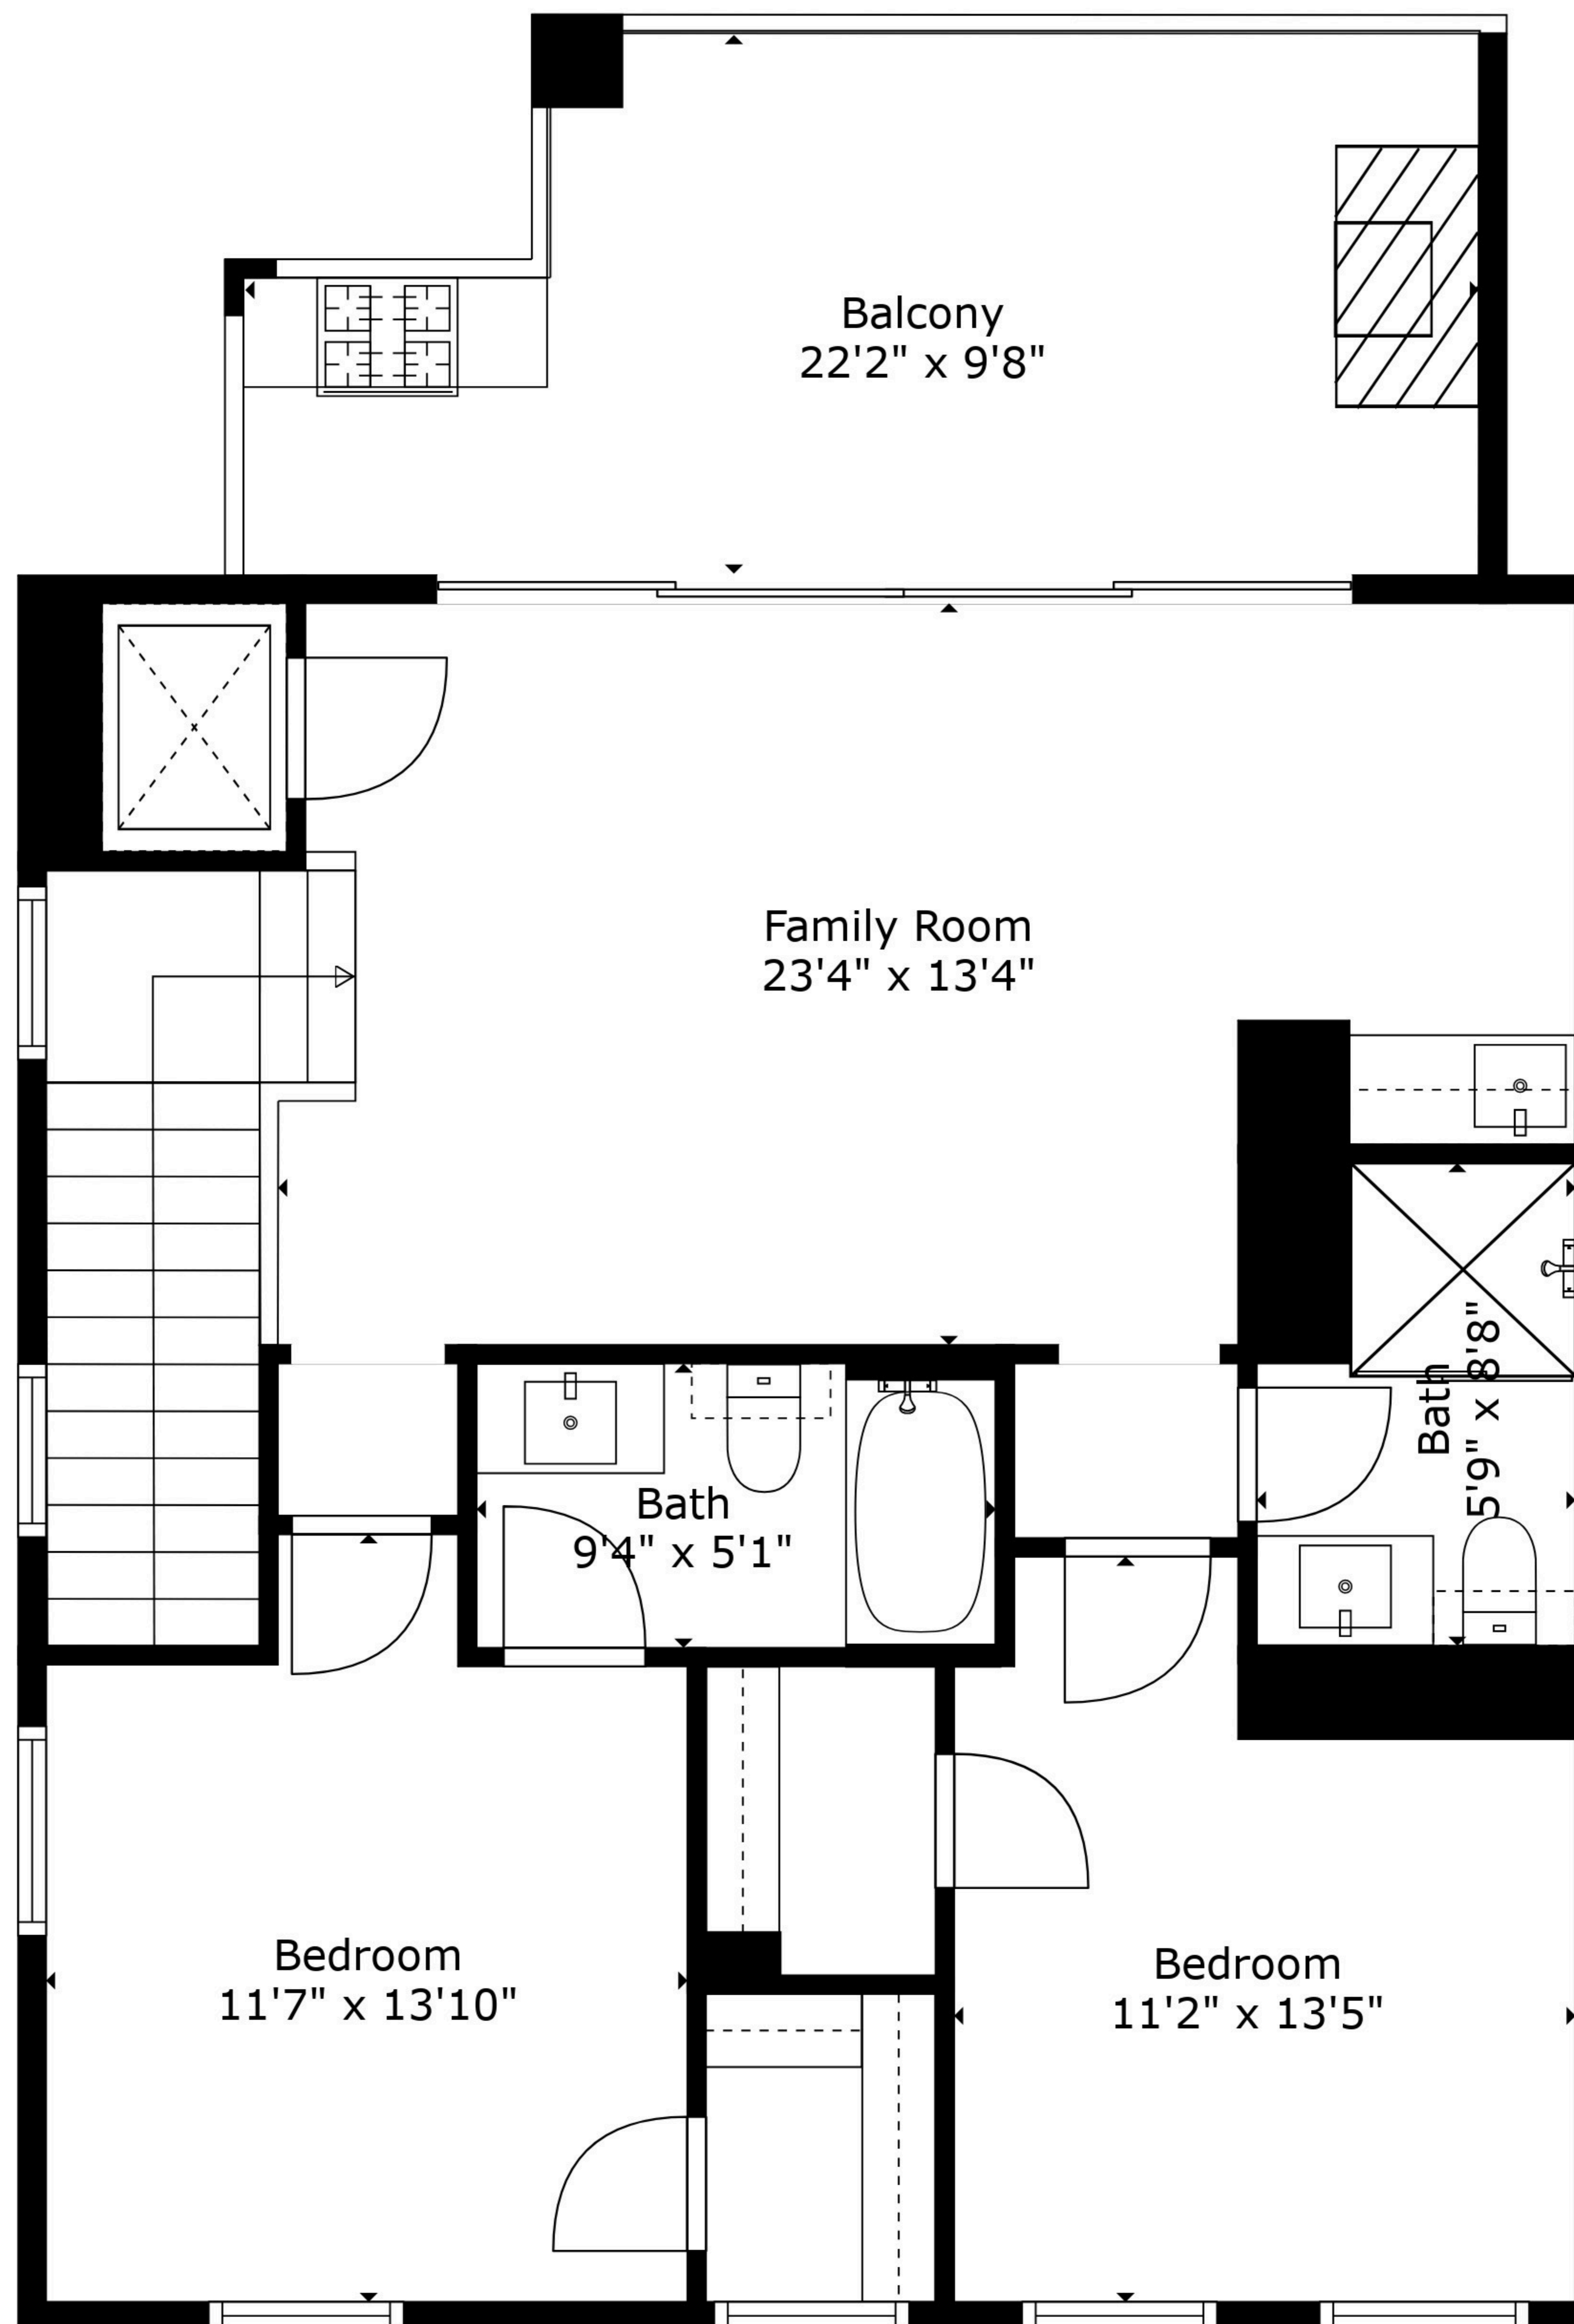 Balcony
22'2" x 9'8"
Family Room
23'4" x 13'4"
Bath
9'4" x 5'1"
Bath
5'9" x 8'8"
Bedroom
11'7" x 13'10"
Bedroom
11'2" x 13'5"